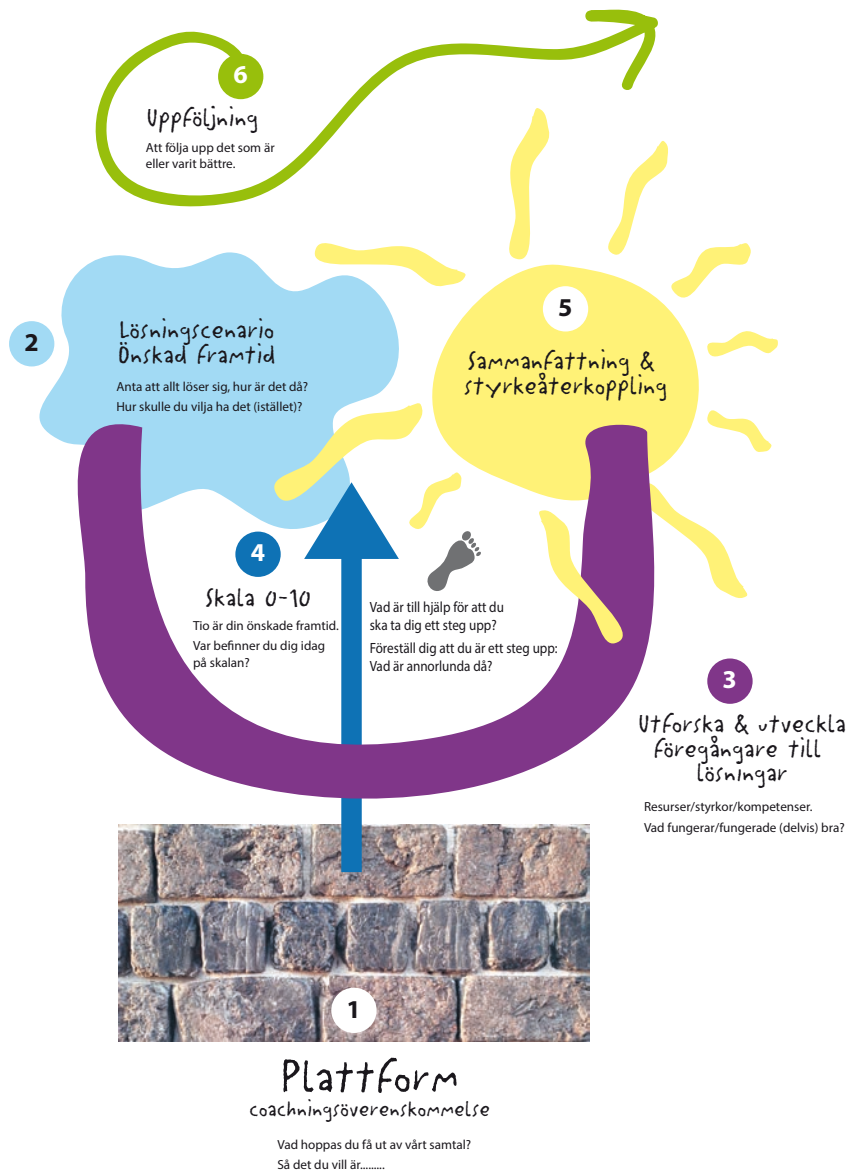 6
Uppföljning
Att följa upp det som är
eller varit bättre.
2
Lösningscenario
Önskad framtid
Anta att allt löser sig, hur är det då?
Hur skulle du vilja ha det (istället)?
5
Sammanfattning &
styrkeåterkoppling
4
Skala 0-10
Tio är din önskade framtid.
Var befinner du dig idag
på skalan?
Vad är till hjälp för att du
ska ta dig ett steg upp?
Föreställ dig att du är ett steg upp:
Vad är annorlunda då?
3
Utforska & utveckla
föregångare till
lösningar
Resurser/styrkor/kompetenser.
Vad fungerar/fungerade (delvis) bra?
1
Plattform
coachningsöverenskommelse
Vad hoppas du få ut av vårt samtal?
Så det du vill är.........